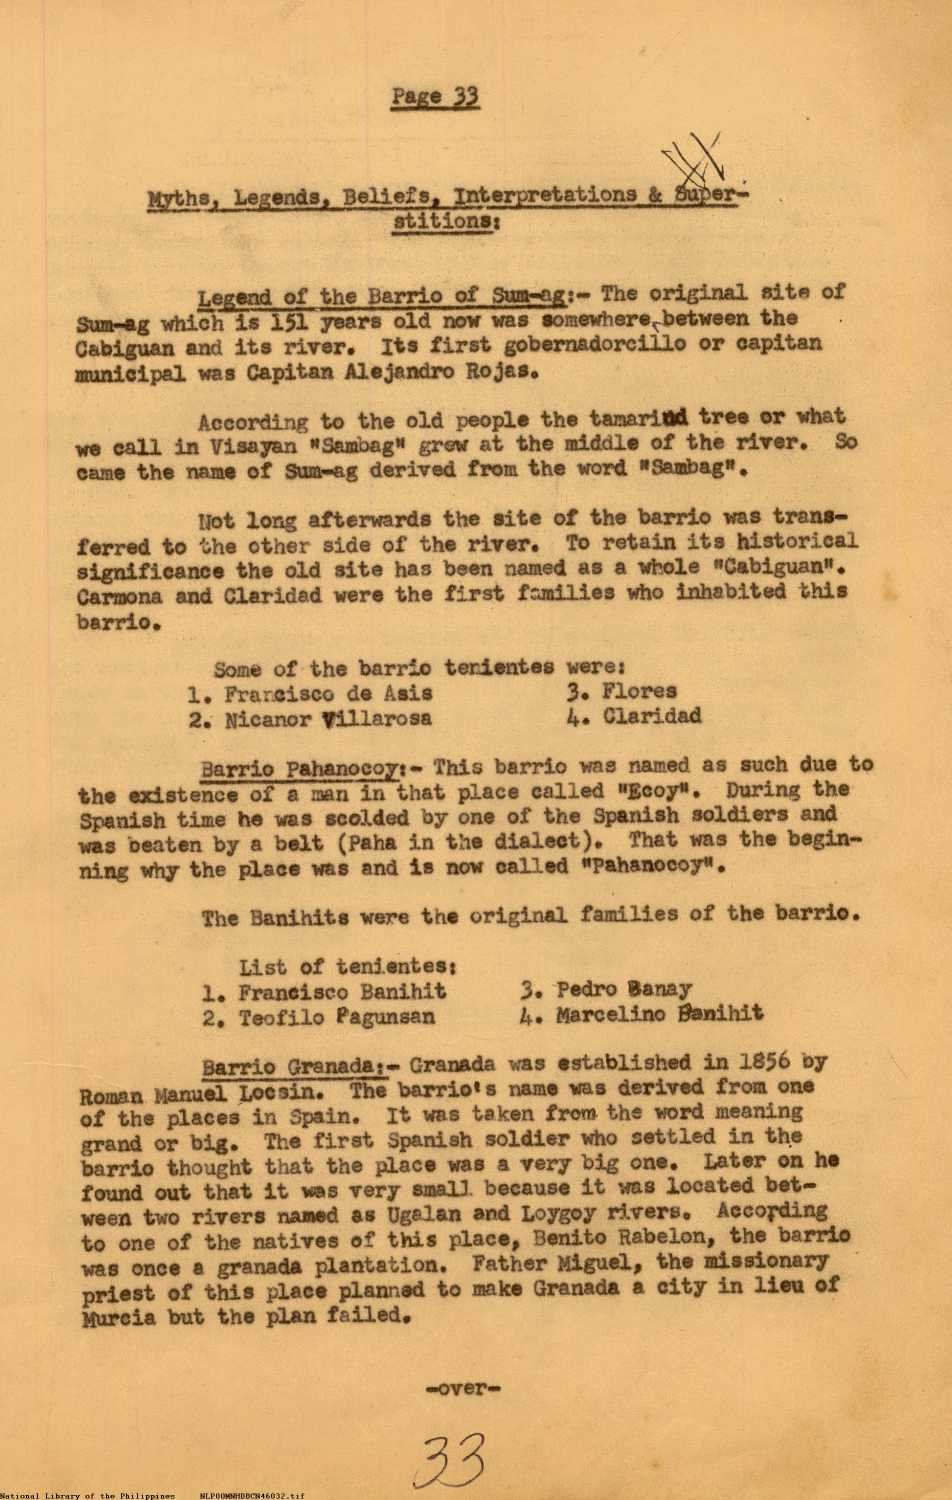 Page 33
Myths, Legends, Beliefs, Interpretations & Super-
stitions:
Legend of the Barrio of Sum-ag:- The original site of
Sum-ag which is 151 years old now was somewhere between the
Cabiguan and its river. Its first gobernadorcillo or capitan
municipal was Capitan Alejandro Rojas.
According to the old people the tamarind tree or what
we call in Visayan "Sambag" grew at the middle of the river. So
came the name of Sum-ag derived from the word "Sambag".
Not long afterwards the site of the barrio was trans-
ferred to the other side of the river. To retain its historical
significance the old site has been named as a whole "Cabiguan".
Carmona and Claridad were the first families who inhabited this
barrio.
Some of the barrio tenientes were:
1. Francisco de Asis 3. Flores
2. Nicanor Villarosa 4. Claridad
Barrio Pahanocoy:- This barrio was named as such due to
the existence of a man in that place called "Ecoy". During the
Spanish time he was scolded by one of the Spanish soldiers and
was beaten by a belt (Paha in the dialect). That was the begin-
ning why the place was and is now called "Pahanocoy".
The Banihits were the original families of the barrio.
List of tenientes:
1. Francisco Banihit 3. Pedro Banay
2. Teofilo Pagunsan 4. Marcelino Banihit
Barrio Granada:- Granada was established in 1856 by
Roman Manuel Locsin. The barrio's name was derived from one
of the places in Spain. It was taken from the word meaning
grand or big. The first Spanish soldier who settled in the
barrio thought that the place was a very big one. Later on he
found out that it was very small because it was located bet-
ween two rivers named as Ugalan and Loygoy rivers. According
to one of the natives of this place, Benito Rabelon, the barrio
was once a granada plantation. Father Miguel, the missionary
priest of this place planned to make Granada a city in lieu of
Murcia but the plan failed.
-over-
33
National Library of the Philippines NLP00MNHDBCN46032.tif